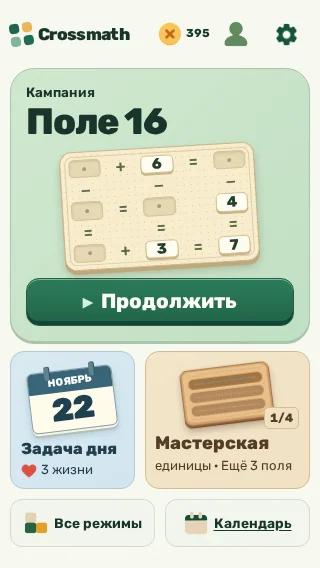 Crossmath
395
Кампания
Поле 16
+ 6 =
− − −
= 4
= = =
+ 3 = 7
► Продолжить
НОЯБРЬ
22
Задача дня
3 жизни
1/4
Мастерская
единицы · Ещё 3 поля
Все режимы
Календарь